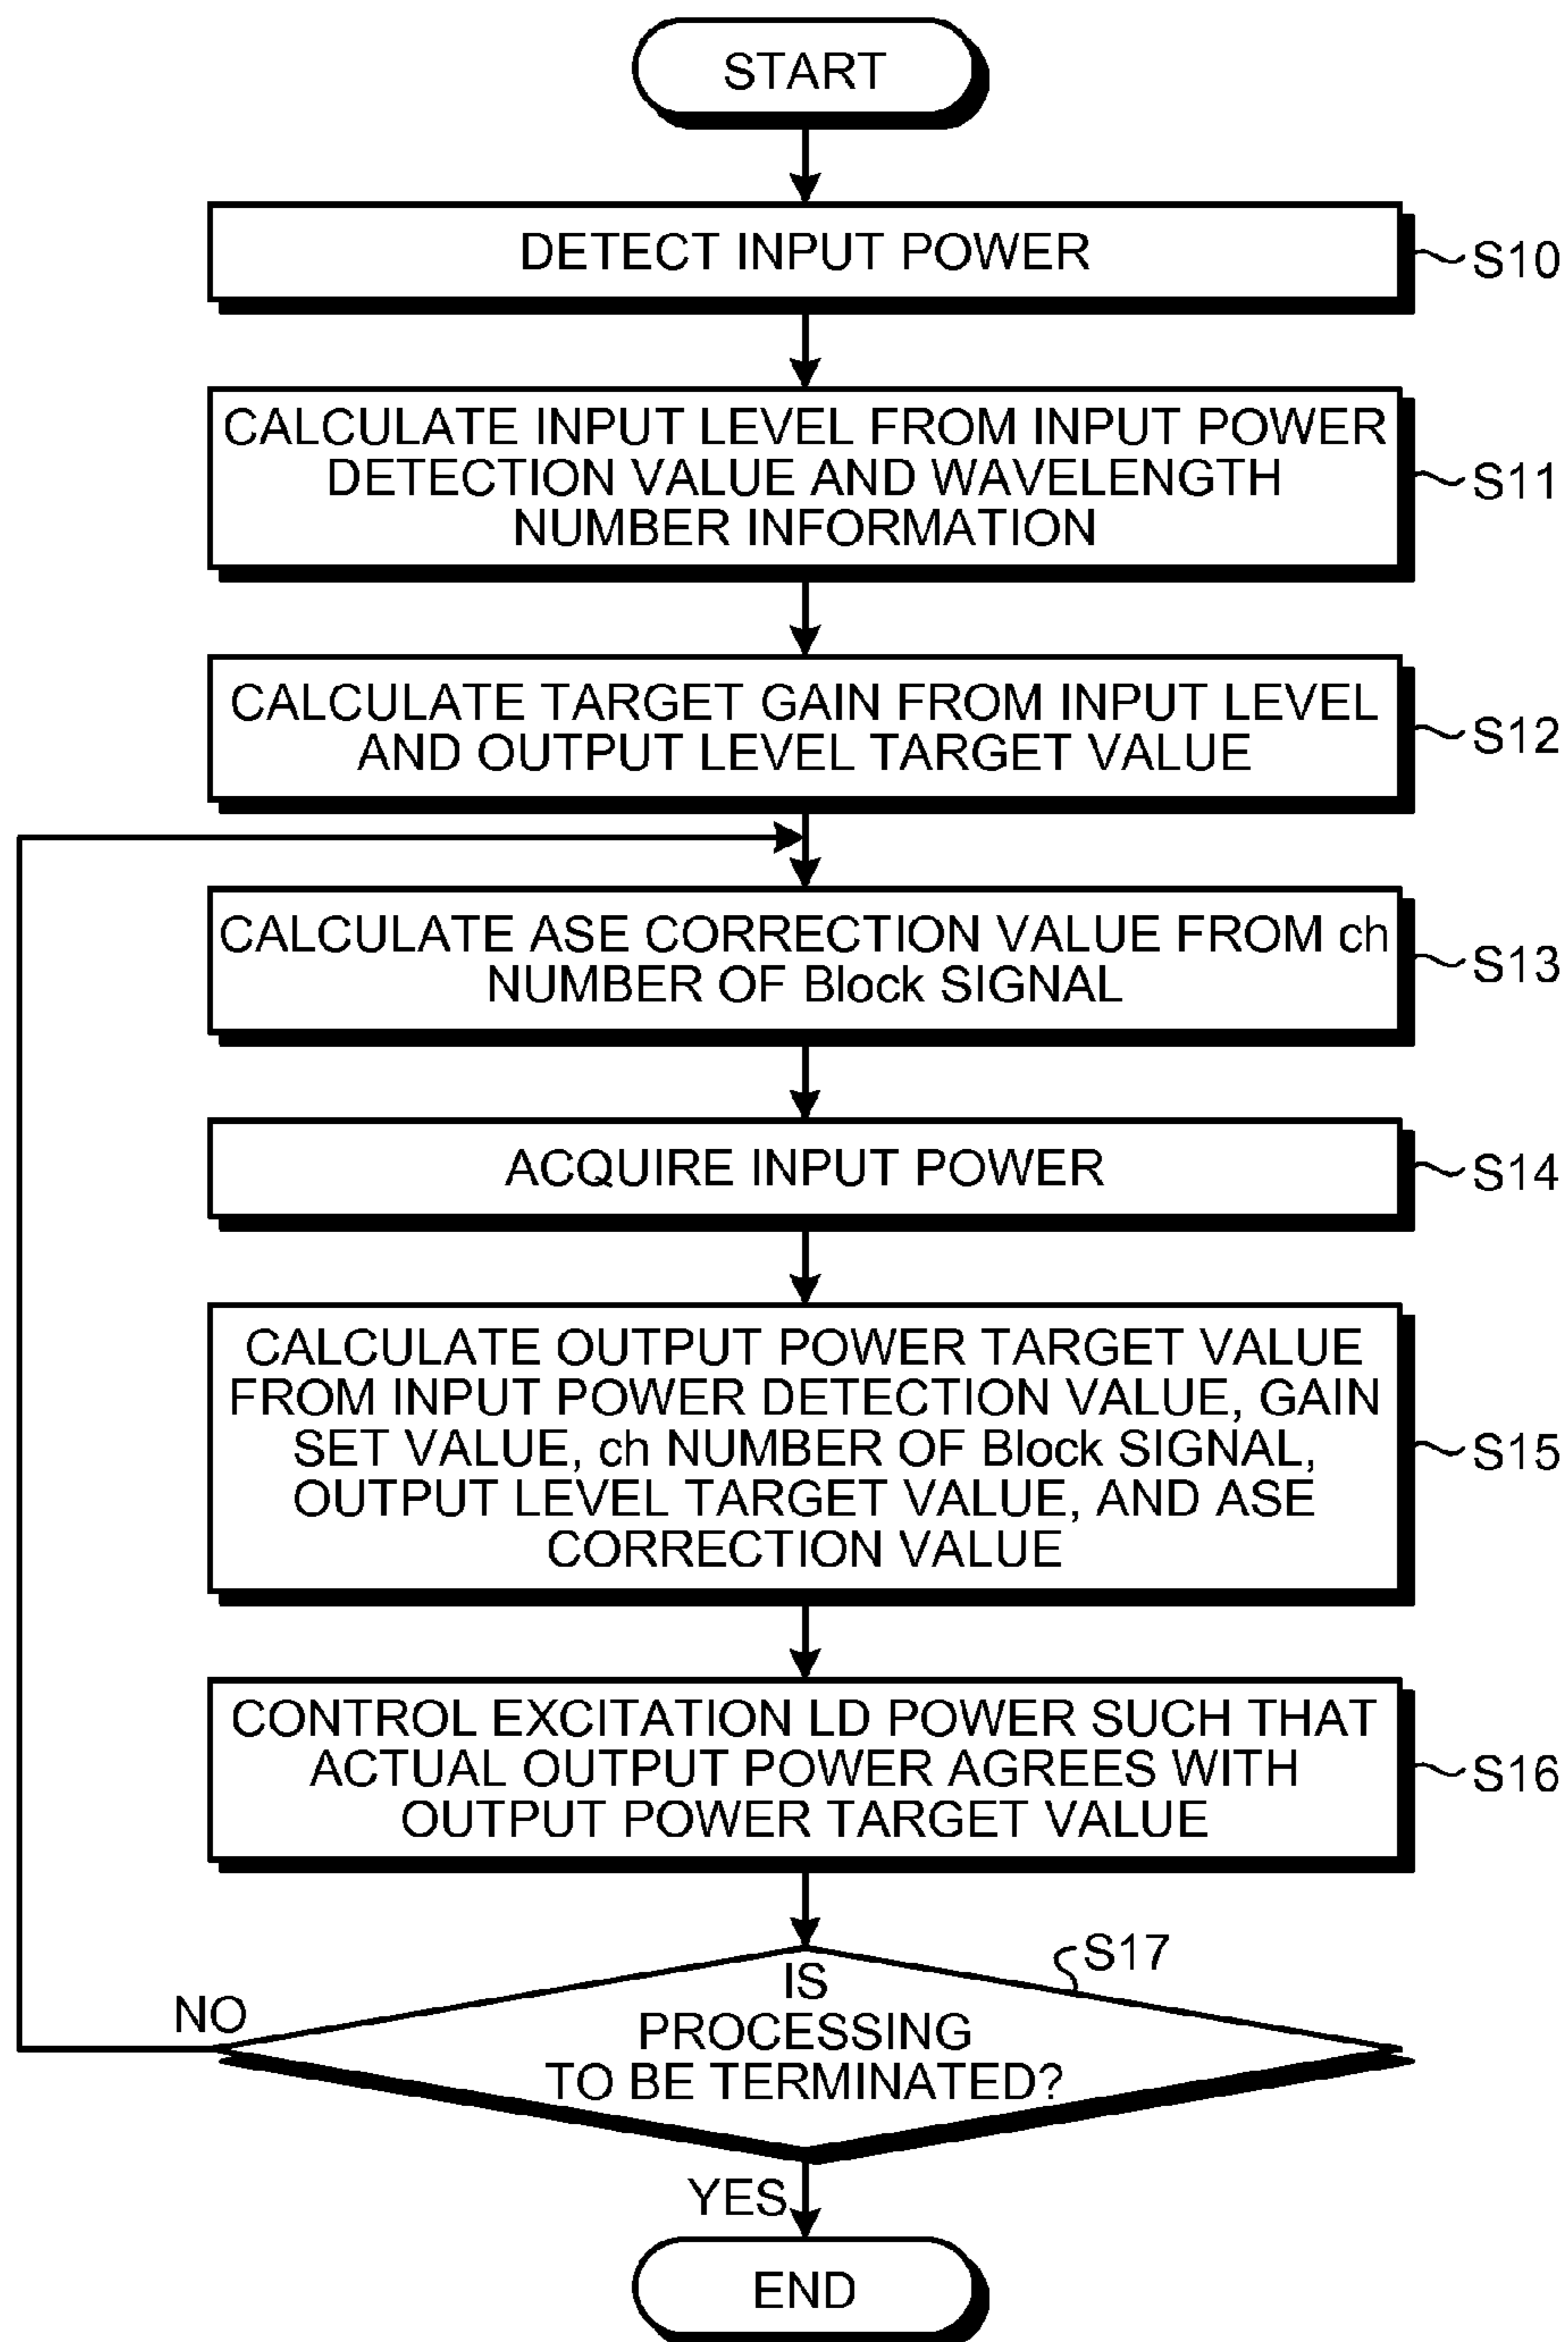 START
DETECT INPUT POWER
S10
CALCULATE INPUT LEVEL FROM INPUT POWER
DETECTION VALUE AND WAVELENGTH
NUMBER INFORMATION
S11
CALCULATE TARGET GAIN FROM INPUT LEVEL
AND OUTPUT LEVEL TARGET VALUE
S12
CALCULATE ASE CORRECTION VALUE FROM ch
NUMBER OF Block SIGNAL
S13
ACQUIRE INPUT POWER
S14
CALCULATE OUTPUT POWER TARGET VALUE
FROM INPUT POWER DETECTION VALUE, GAIN
SET VALUE, ch NUMBER OF Block SIGNAL,
OUTPUT LEVEL TARGET VALUE, AND ASE
CORRECTION VALUE
S15
CONTROL EXCITATION LD POWER SUCH THAT
ACTUAL OUTPUT POWER AGREES WITH
OUTPUT POWER TARGET VALUE
S16
S17
IS
PROCESSING
TO BE TERMINATED?
NO
YES
END